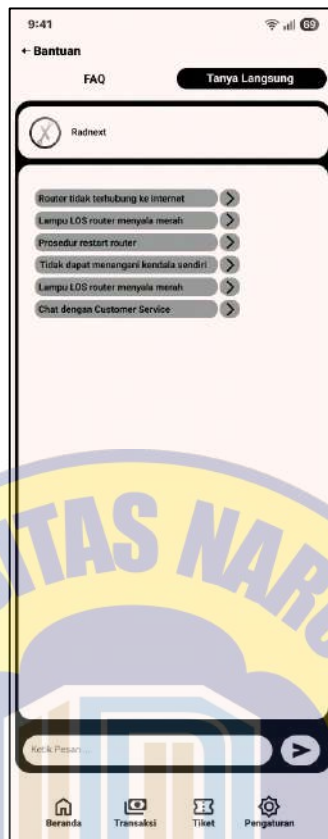 9:41
69
← Bantuan
FAQ
Tanya Langsung
Radnext
Router tidak terhubung ke internet
Lampu LOS router menyala merah
Prosedur restart router
Tidak dapat menangani kendala sendiri
Lampu LOS router menyala merah
Chat dengan Customer Service
ITAS NARO
Ketik Pesan ...
Beranda
Transaksi
Tiket
Pengaturan